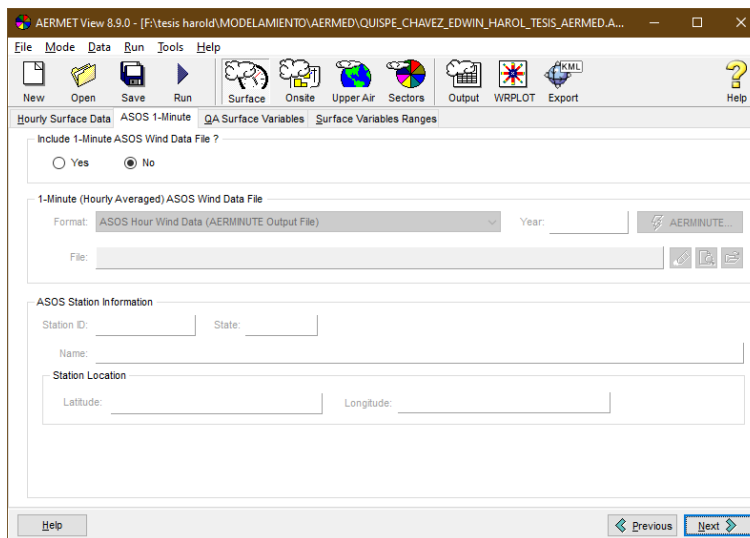 AERMET View 8.9.0 - [F:\tesis harold\MODELAMIENTO\AERMED\QUISPE_CHAVEZ_EDWIN_HAROL_TESIS_AERMED.A...
File Mode Data Run Tools Help
KML
New Open Save Run Surface Onsite Upper Air Sectors Output WRPLOT Export Help
Hourly Surface Data ASOS 1-Minute QA Surface Variables Surface Variables Ranges
Include 1-Minute ASOS Wind Data File ?
Yes No
1-Minute (Hourly Averaged) ASOS Wind Data File
Format: ASOS Hour Wind Data (AERMINUTE Output File) Year: AERMINUTE...
File:
ASOS Station Information
Station ID: State:
Name:
Station Location
Latitude: Longitude:
Help Previous Next